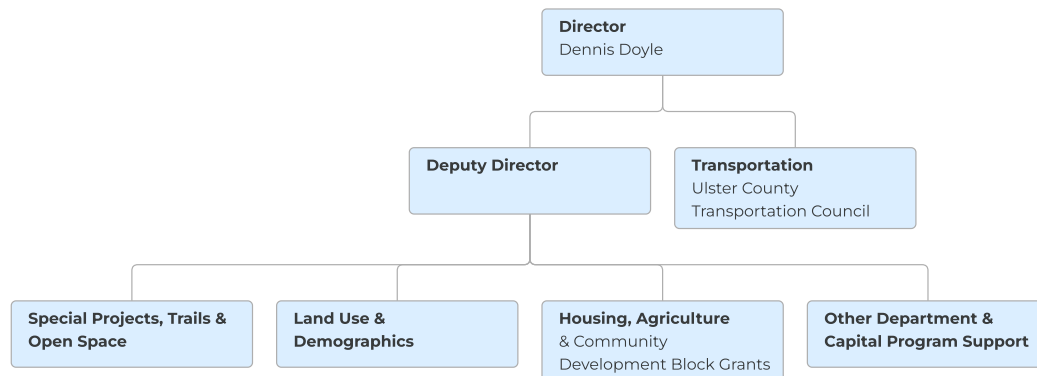 Director
Dennis Doyle
Deputy Director
Transportation
Ulster County
Transportation Council
Special Projects, Trails &
Open Space
Land Use &
Demographics
Housing, Agriculture
& Community
Development Block Grants
Other Department &
Capital Program Support